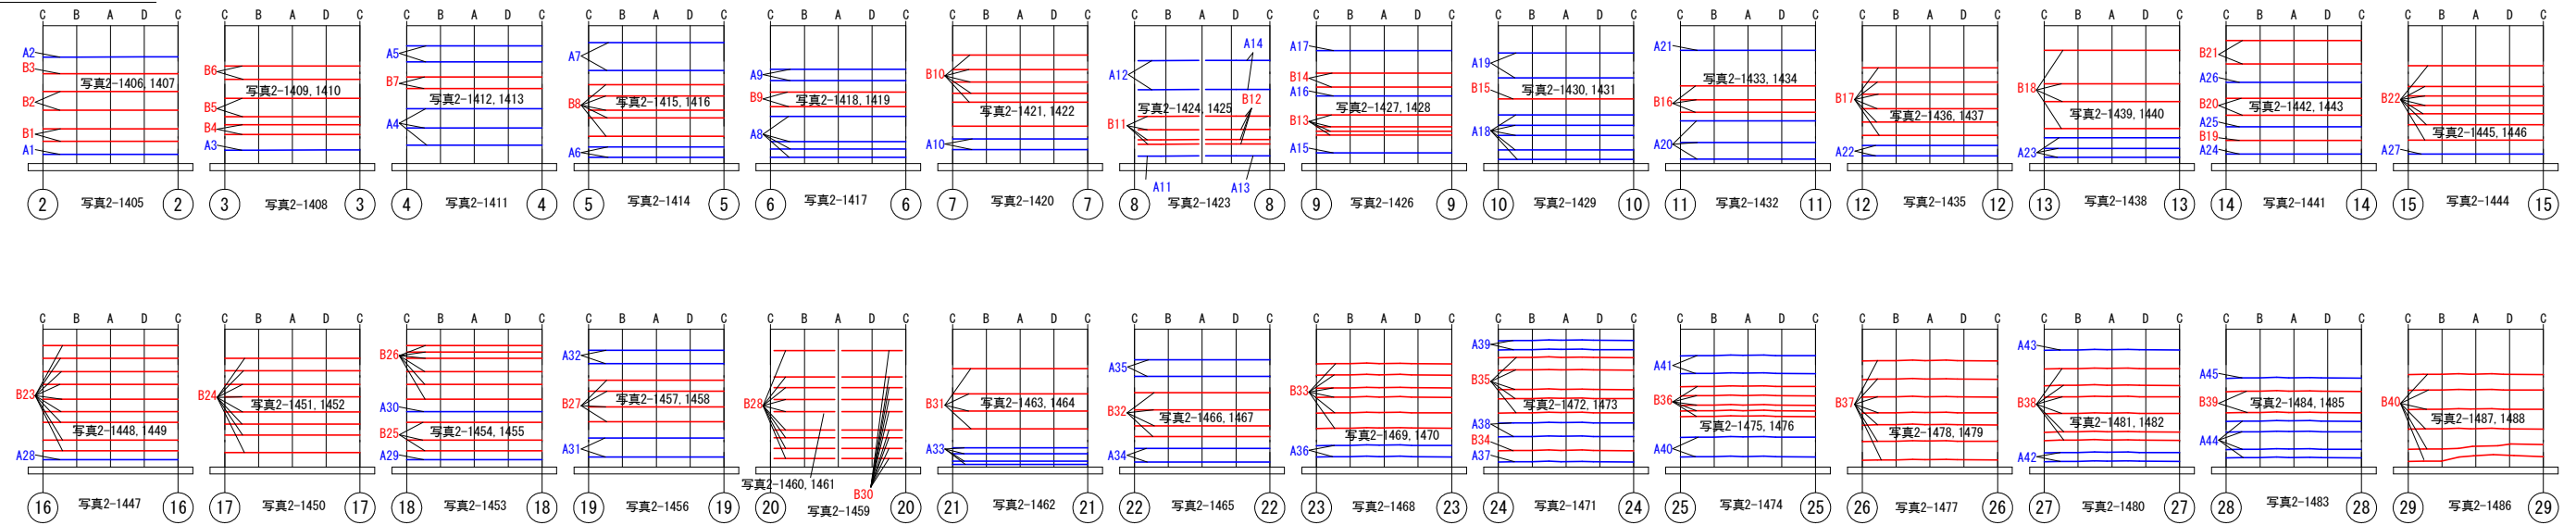 C B A D C
A2
B3
写真2-1406, 1407
B2
B1
A1
2 写真2-1405 2
C B A D C
B6
写真2-1409, 1410
B5
B4
A3
3 写真2-1408 3
C B A D C
A5
B7
写真2-1412, 1413
A4
4 写真2-1411 4
C B A D C
A7
B8
写真2-1415, 1416
A6
5 写真2-1414 5
C B A D C
A9
B9
写真2-1418, 1419
A8
6 写真2-1417 6
C B A D C
B10
写真2-1421, 1422
A10
7 写真2-1420 7
C B A D C
A14
A12
B12
写真2-1424, 1425
B11
A11 A13
8 写真2-1423 8
C B A D C
A17
B14
A16
写真2-1427, 1428
B13
A15
9 写真2-1426 9
C B A D C
A19
B15
写真2-1430, 1431
A18
10 写真2-1429 10
C B A D C
A21
写真2-1433, 1434
B16
A20
11 写真2-1432 11
C B A D C
B17
写真2-1436, 1437
A22
12 写真2-1435 12
C B A D C
B18
写真2-1439, 1440
A23
13 写真2-1438 13
C B A D C
B21
A26
B20
写真2-1442, 1443
A25
B19
A24
14 写真2-1441 14
C B A D C
B22
写真2-1445, 1446
A27
15 写真2-1444 15
C B A D C
B23
写真2-1448, 1449
A28
16 写真2-1447 16
C B A D C
B24
写真2-1451, 1452
17 写真2-1450 17
C B A D C
B26
A30
写真2-1454, 1455
B25
A29
18 写真2-1453 18
C B A D C
A32
写真2-1457, 1458
B27
A31
19 写真2-1456 19
C B A D C
B28
写真2-1460, 1461
B30
20 写真2-1459 20
C B A D C
B31
写真2-1463, 1464
A33
21 写真2-1462 21
C B A D C
A35
B32
写真2-1466, 1467
A34
22 写真2-1465 22
C B A D C
B33
写真2-1469, 1470
A36
23 写真2-1468 23
C B A D C
A39
B35
写真2-1472, 1473
A38
B34
A37
24 写真2-1471 24
C B A D C
A41
B36
写真2-1475, 1476
A40
25 写真2-1474 25
C B A D C
B37
写真2-1478, 1479
26 写真2-1477 26
C B A D C
A43
B38
写真2-1481, 1482
A42
27 写真2-1480 27
C B A D C
A45
B39
写真2-1484, 1485
A44
28 写真2-1483 28
C B A D C
B40
写真2-1487, 1488
29 写真2-1486 29